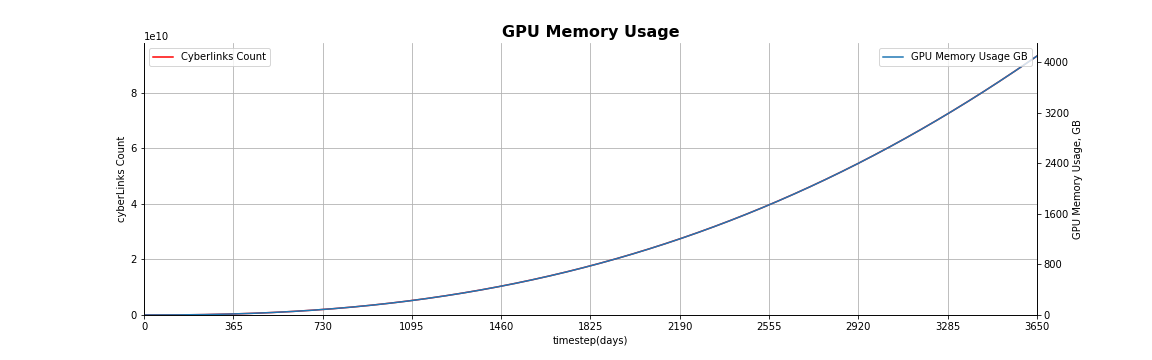 GPU Memory Usage
1e10
Cyberlinks Count
GPU Memory Usage GB
cyberLinks Count
8
6
4
2
0
4000
3200
2400
1600
800
0
GPU Memory Usage, GB
0 365 730 1095 1460 1825 2190 2555 2920 3285 3650
timestep(days)